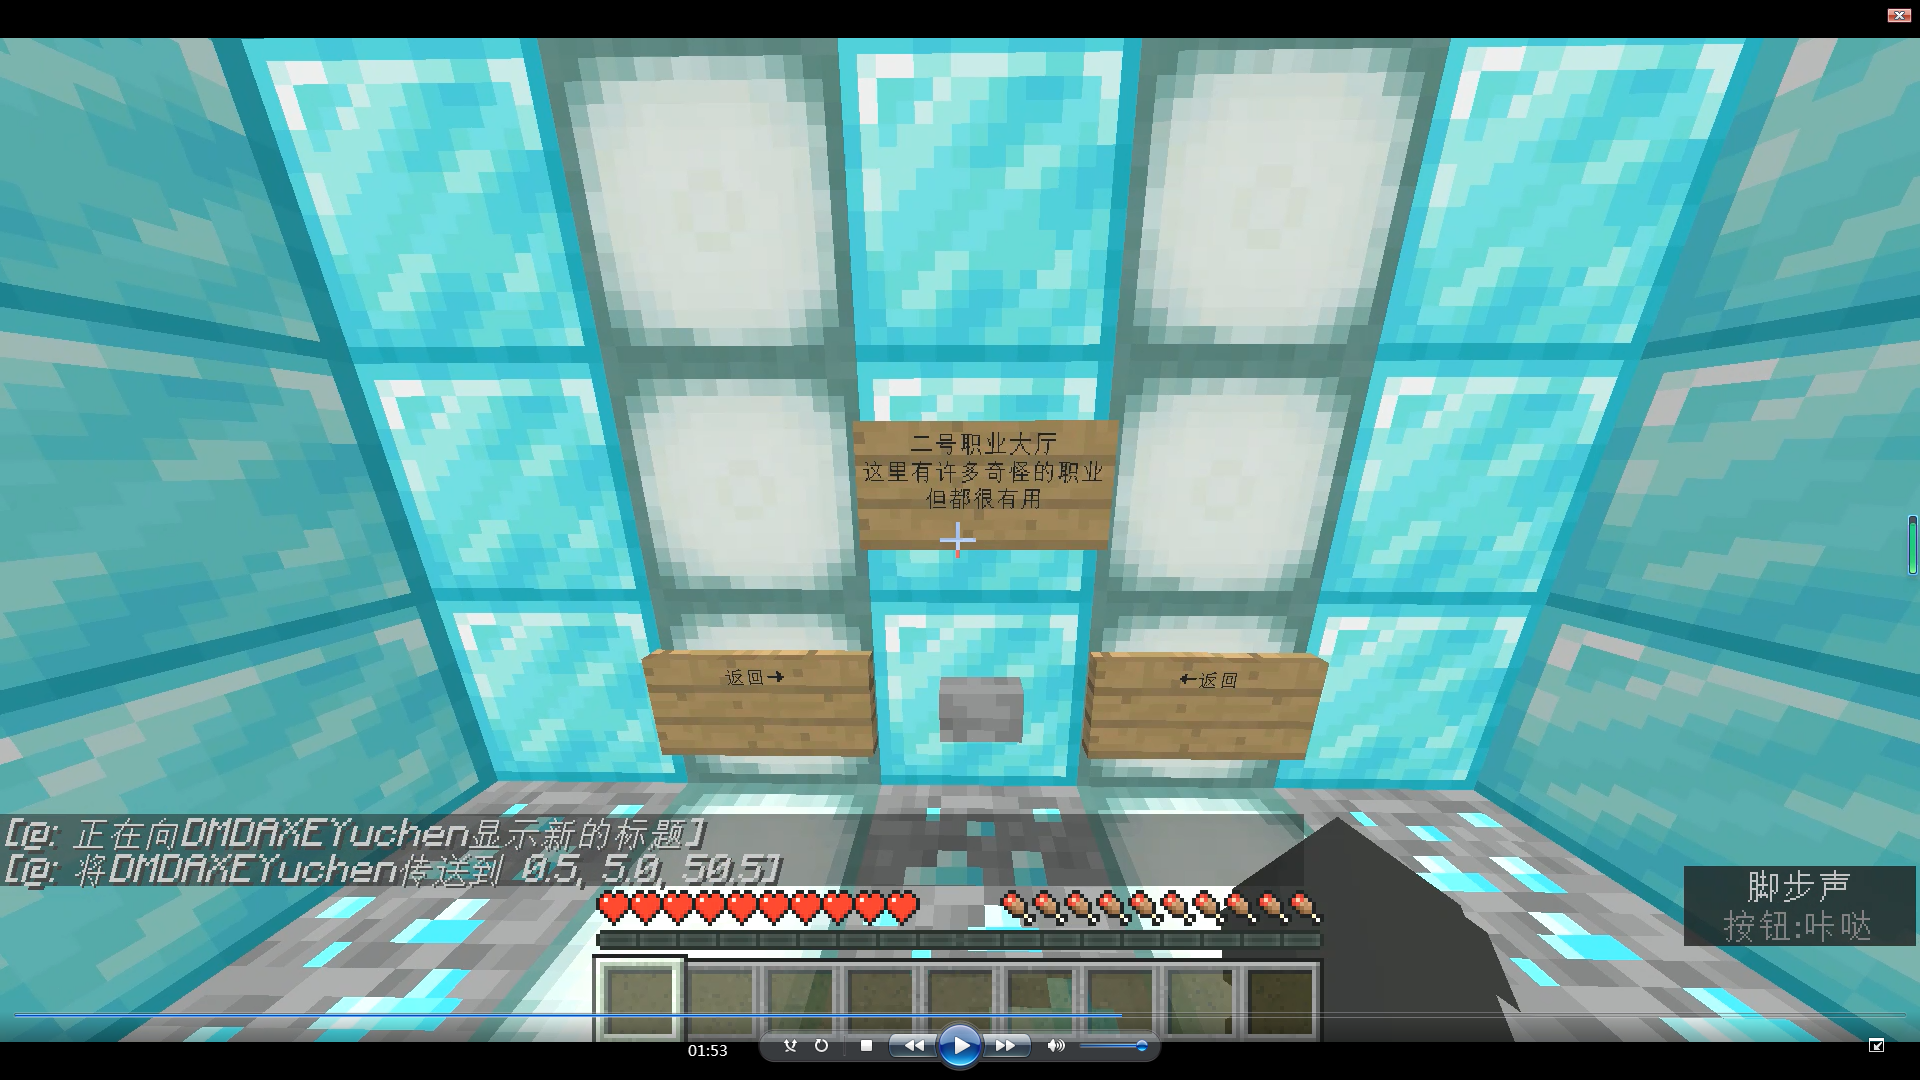 二号职业大厅
这里有许多奇怪的职业
但都很有用
返回→
←返回
[@: 正在向DMDAXEYuchen显示新的标题]
[@: 将DMDAXEYuchen传送到 0.5, 5.0, 50.5]
脚步声
按钮:咔哒
01:53